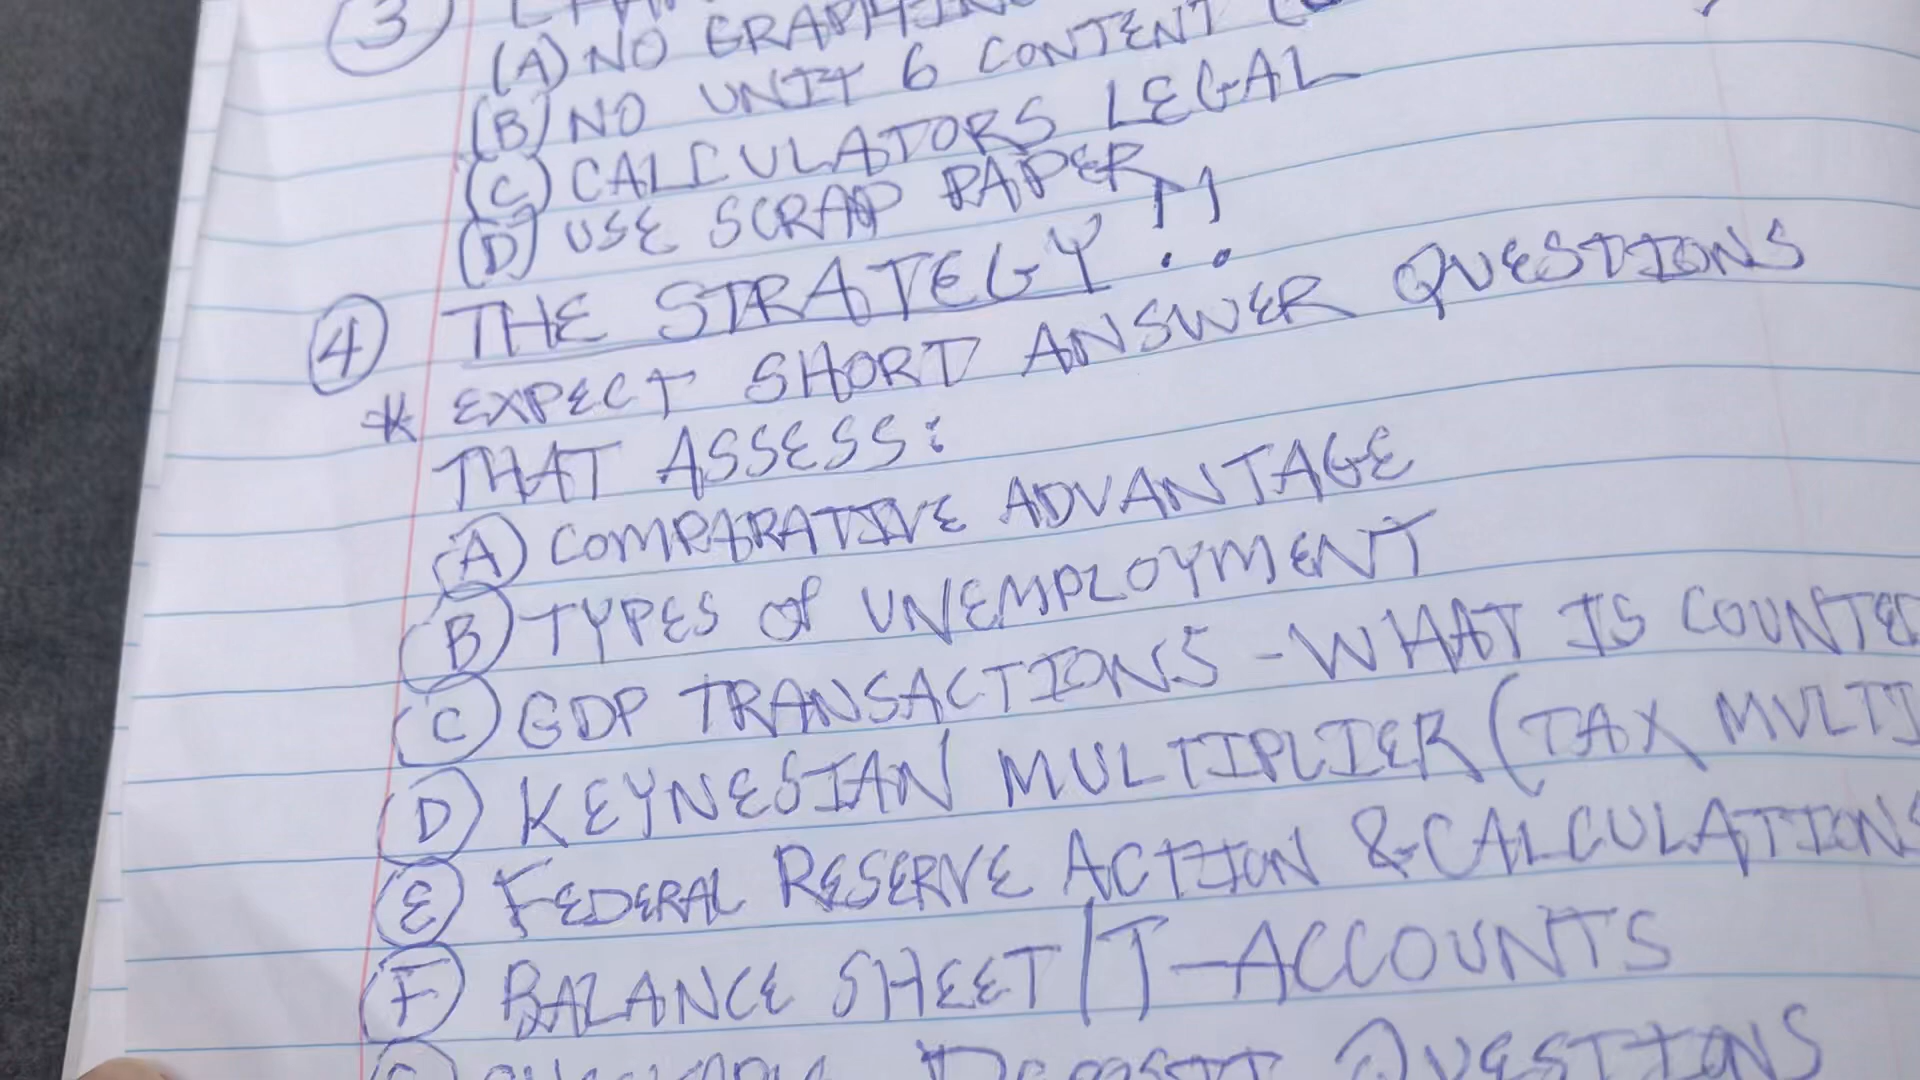 (3)
(A) NO GRAPHING
(B) NO UNIT 6 CONTENT
(C) CALCULATORS LEGAL
(D) USE SCRAP PAPER
(4) THE STRATEGY!!
* EXPECT SHORT ANSWER QUESTIONS
THAT ASSESS:
(A) COMPARATIVE ADVANTAGE
(B) TYPES OF UNEMPLOYMENT
(C) GDP TRANSACTIONS - WHAT IS COUNTED
(D) KEYNESIAN MULTIPLIER (TAX MULTI
(E) FEDERAL RESERVE ACTION & CALCULATIONS
(F) BALANCE SHEET/T-ACCOUNTS
DEPOSIT QUESTIONS